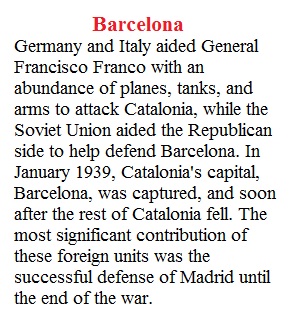 Barcelona
Germany and Italy aided General
Francisco Franco with an
abundance of planes, tanks, and
arms to attack Catalonia, while the
Soviet Union aided the Republican
side to help defend Barcelona. In
January 1939, Catalonia's capital,
Barcelona, was captured, and soon
after the rest of Catalonia fell. The
most significant contribution of
these foreign units was the
successful defense of Madrid until
the end of the war.